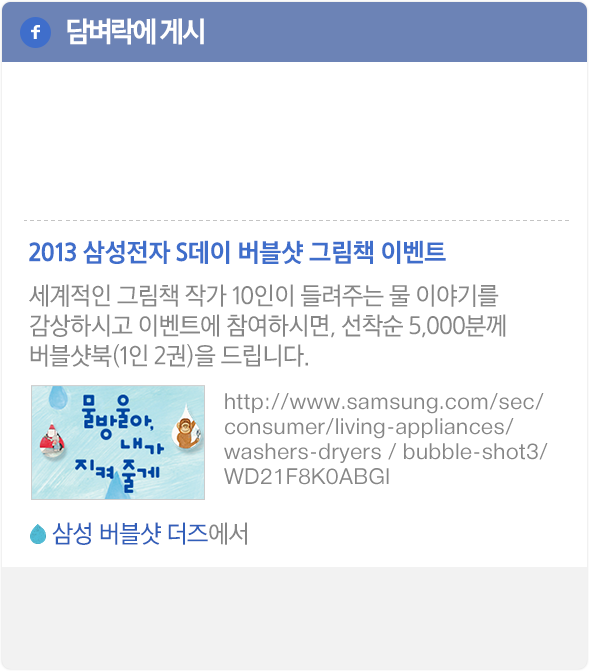 f 담벼락에 게시
2013 삼성전자 S데이 버블샷 그림책 이벤트
세계적인 그림책 작가 10인이 들려주는 물 이야기를
감상하시고 이벤트에 참여하시면, 선착순 5,000분께
버블샷북(1인 2권)을 드립니다.
물방울아,
내가
지켜 줄게
http://www.samsung.com/sec/
consumer/living-appliances/
washers-dryers / bubble-shot3/
WD21F8K0ABGI
삼성 버블샷 더즈에서